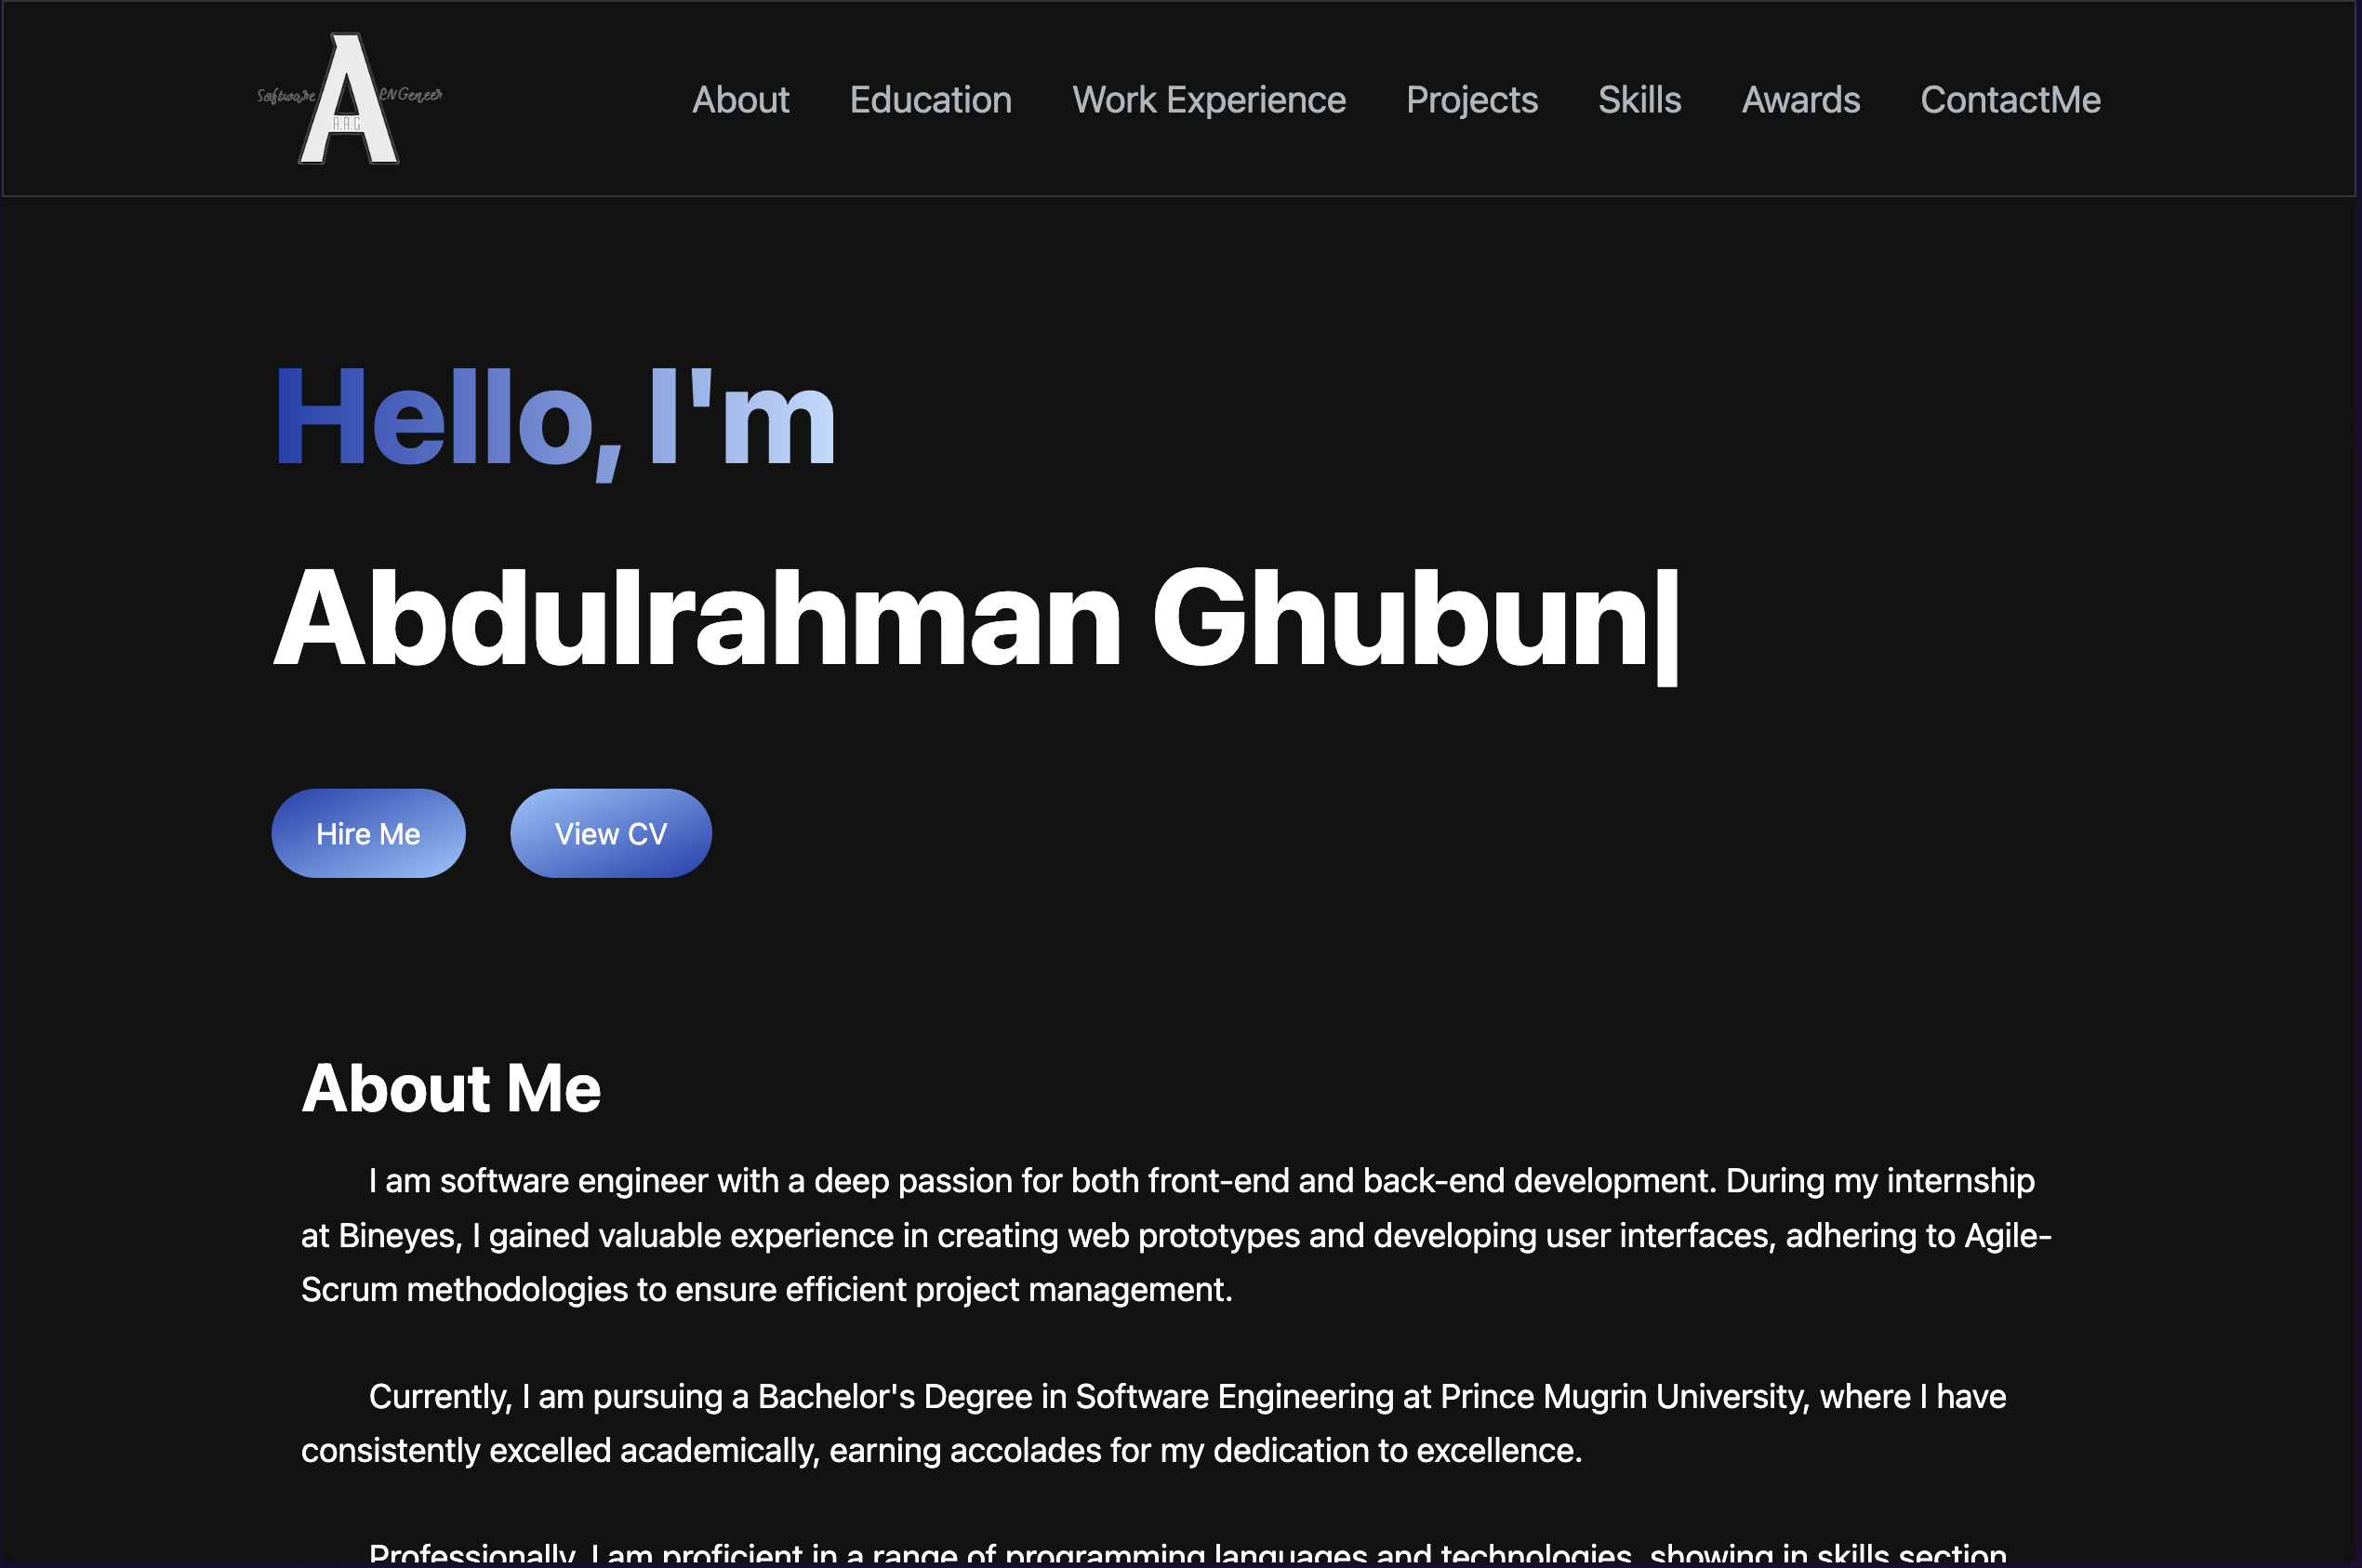 Software A ENGeneer
A.A.G
About Education Work Experience Projects Skills Awards ContactMe
Hello, I'm
Abdulrahman Ghubun|
Hire Me View CV
About Me
I am software engineer with a deep passion for both front-end and back-end development. During my internship
at Bineyes, I gained valuable experience in creating web prototypes and developing user interfaces, adhering to Agile-
Scrum methodologies to ensure efficient project management.
Currently, I am pursuing a Bachelor's Degree in Software Engineering at Prince Mugrin University, where I have
consistently excelled academically, earning accolades for my dedication to excellence.
Professionally, I am proficient in a range of programming languages and technologies, showing in skills section